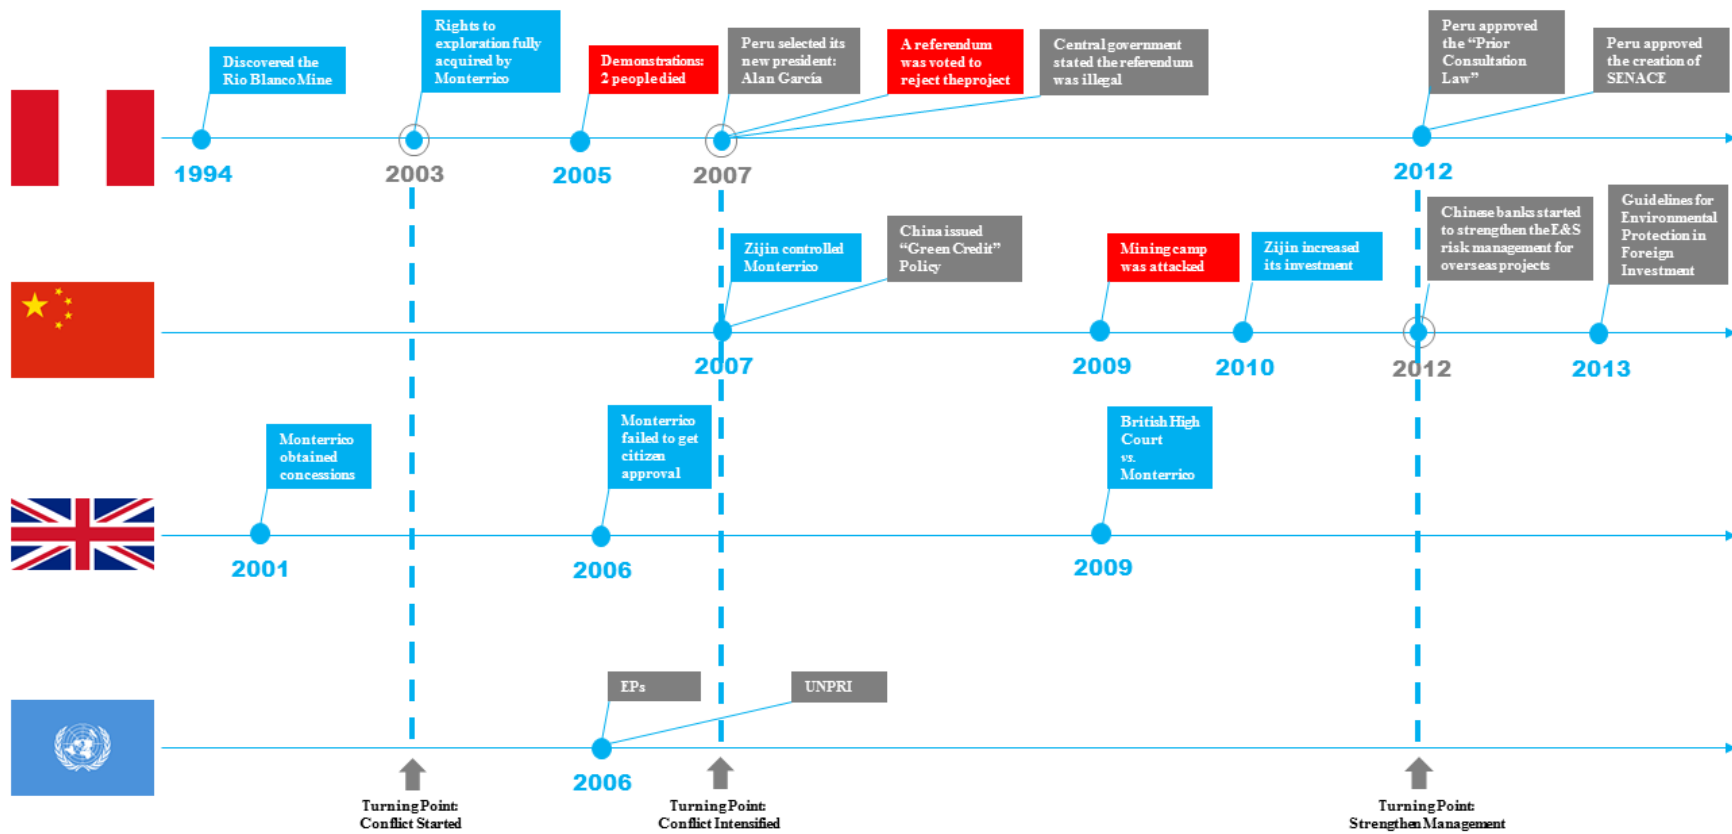 Discovered the
Rio Blanco Mine
Rights to
exploration fully
acquired by
Monterrico
Demonstrations:
2 people died
Peru selected its
new president:
Alan García
A referendum
was voted to
reject theproject
Central government
stated the referendum
was illegal
Peru approved
the “Prior
Consultation
Law”
Peru approved
the creation of
SENACE
1994
2003
2005
2007
2012
Zijin controlled
Monterrico
China issued
“Green Credit”
Policy
Mining camp
was attacked
Zijin increased
its investment
Chinese banks started
to strengthen the E&S
risk management for
overseas projects
Guidelines for
Environmental
Protection in
Foreign
Investment
2007
2009
2010
2012
2013
Monterrico
obtained
concessions
Monterrico
failed to get
citizen
approval
British High
Court
vs.
Monterrico
2001
2006
2009
EPs
UNPRI
2006
Turning Point:
Conflict Started
Turning Point:
Conflict Intensified
Turning Point:
Strengthen Management